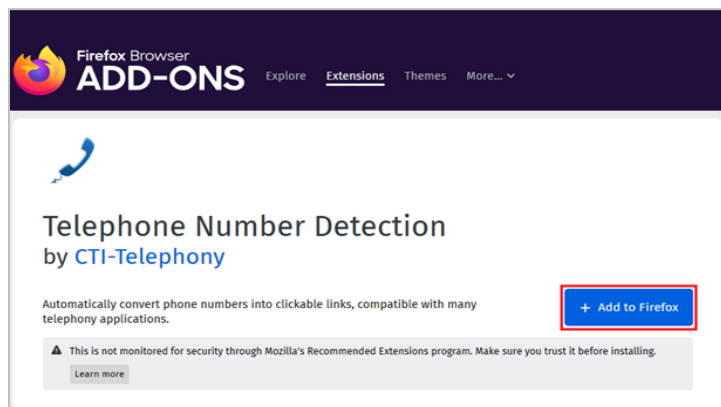 Firefox Browser
ADD-ONS
Explore Extensions Themes More...
Telephone Number Detection
by CTI-Telephony
Automatically convert phone numbers into clickable links, compatible with many
telephony applications.
+ Add to Firefox
This is not monitored for security through Mozilla's Recommended Extensions program. Make sure you trust it before installing.
Learn more